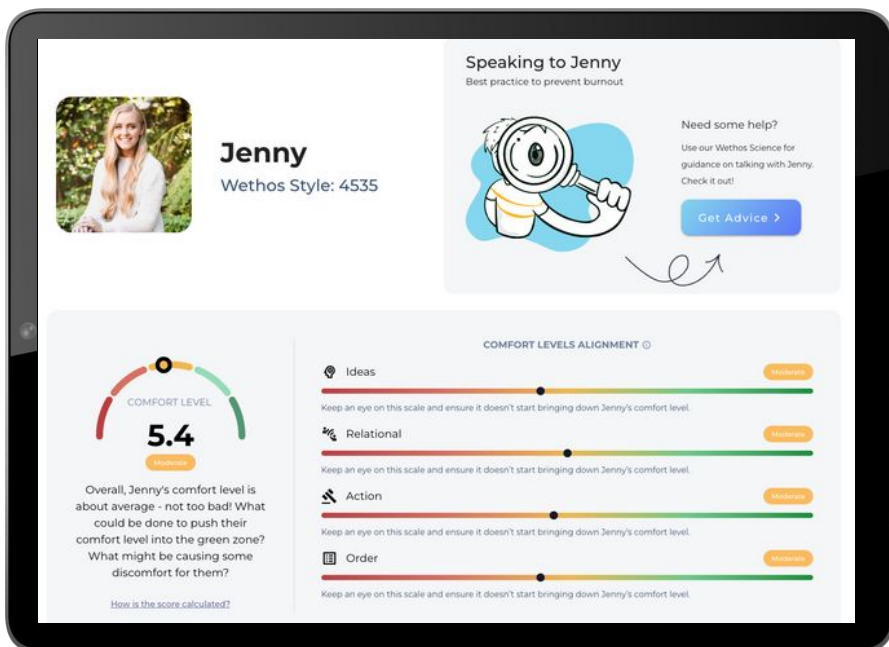 Speaking to Jenny
Best practice to prevent burnout
Jenny
Wethos Style: 4535
Need some help?
Use our Wethos Science for
guidance on talking with Jenny.
Check it out!
Get Advice
COMFORT LEVEL
5.4
Moderate
Overall, Jenny's comfort level is
about average - not too bad! What
could be done to push their
comfort level into the green zone?
What might be causing some
discomfort for them?
How is the score calculated?
COMFORT LEVELS ALIGNMENT
Ideas
Moderate
Keep an eye on this scale and ensure it doesn't start bringing down Jenny's comfort level.
Relational
Moderate
Keep an eye on this scale and ensure it doesn't start bringing down Jenny's comfort level.
Action
Moderate
Keep an eye on this scale and ensure it doesn't start bringing down Jenny's comfort level.
Order
Moderate
Keep an eye on this scale and ensure it doesn't start bringing down Jenny's comfort level.